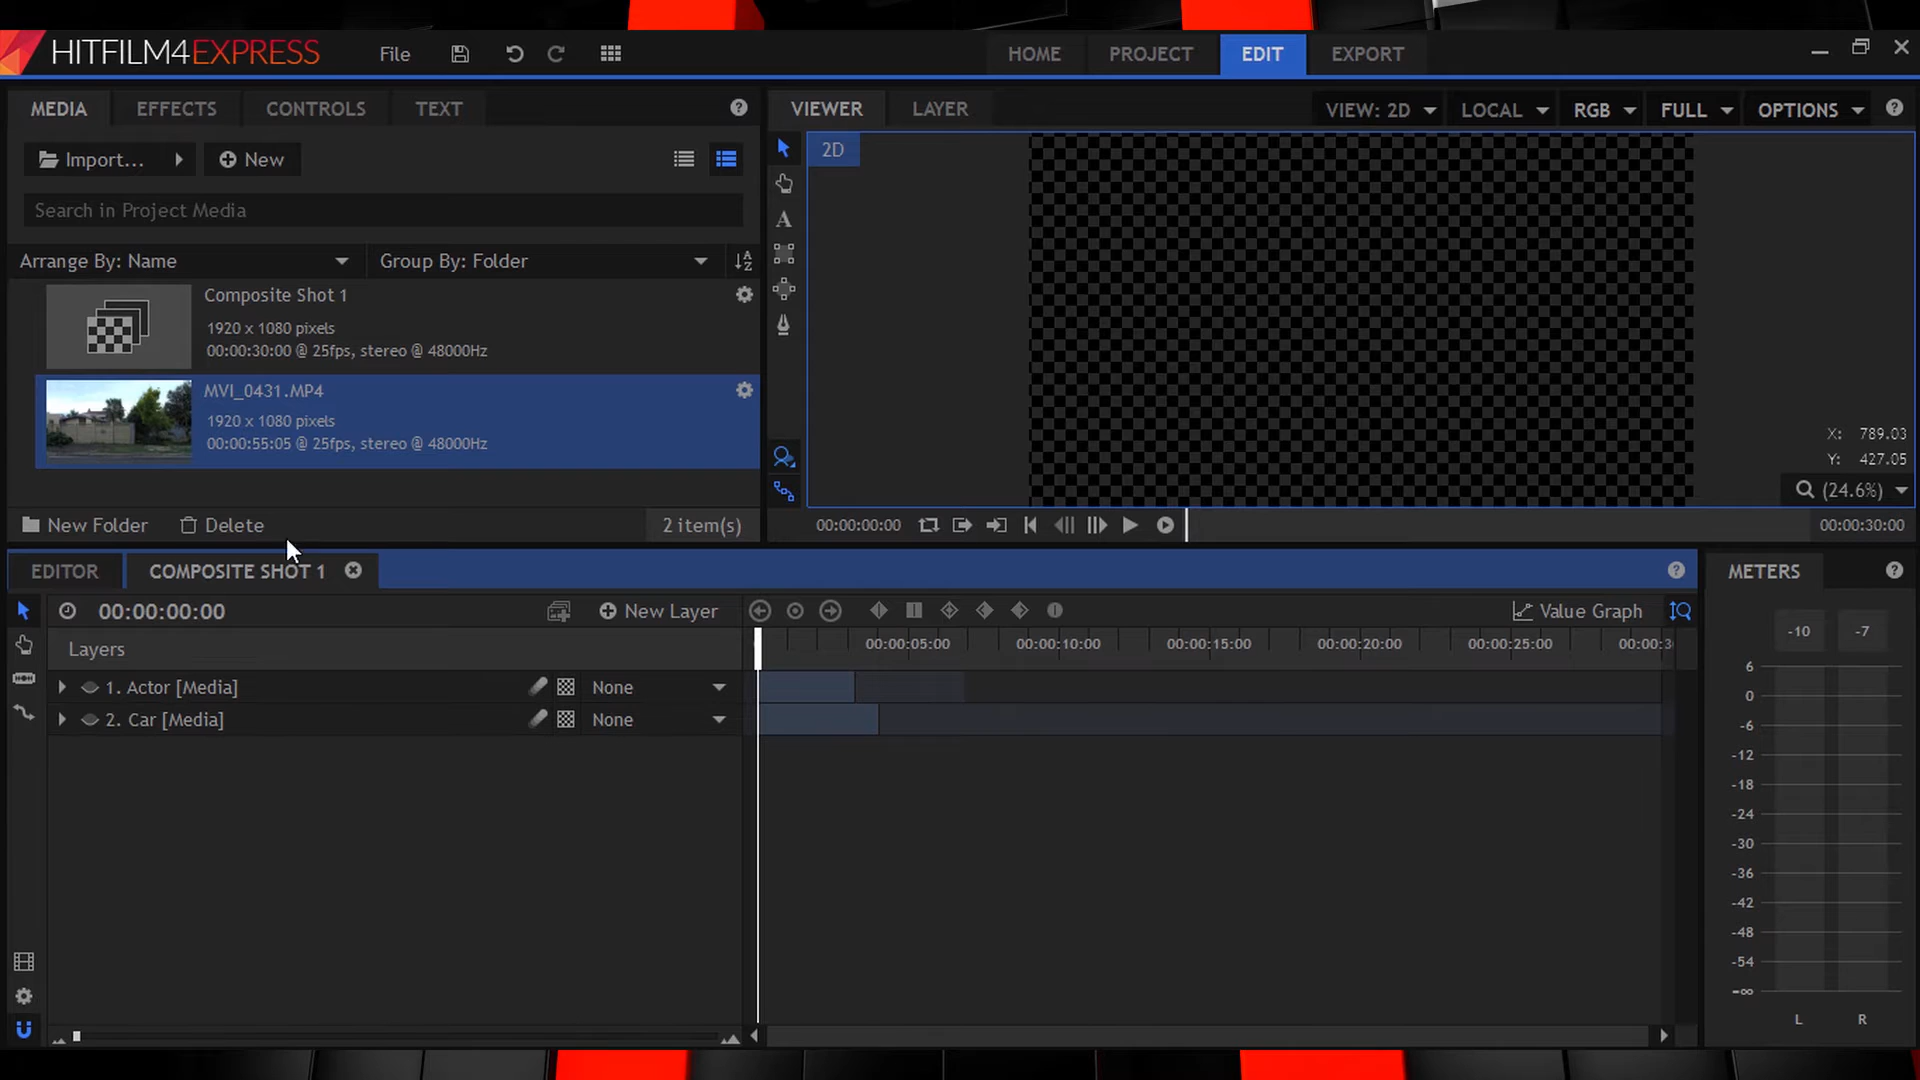 HITFILM4EXPRESS File HOME PROJECT EDIT EXPORT
MEDIA EFFECTS CONTROLS TEXT
Import... New
Search in Project Media
Arrange By: Name Group By: Folder
Composite Shot 1
1920 x 1080 pixels
00:00:30:00 @ 25fps, stereo @ 48000Hz
MVI_0431.MP4
1920 x 1080 pixels
00:00:55:05 @ 25fps, stereo @ 48000Hz
New Folder Delete 2 item(s)
VIEWER LAYER VIEW: 2D LOCAL RGB FULL OPTIONS
2D
X: 789.03
Y: 427.05
(24.6%)
00:00:00:00 00:00:30:00
EDITOR COMPOSITE SHOT 1
00:00:00:00 New Layer Value Graph
Layers 00:00:05:00 00:00:10:00 00:00:15:00 00:00:20:00 00:00:25:00
1. Actor [Media] None
2. Car [Media] None
METERS
-10 -7
6
0
-6
-12
-18
-24
-30
-36
-42
-48
-54
-∞
L R